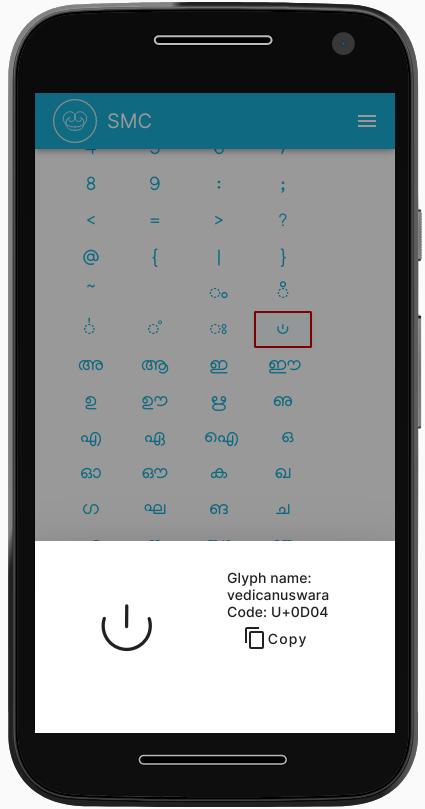 SMC
8 9 : ;
< = > ?
@ { | }
~ ം ഀ
ഃ ഄ
അ ആ ഇ ഈ
ഉ ഊ ഋ ഌ
എ ഏ ഐ ഒ
ഓ ഔ ക ഖ
ഗ ഘ ങ ച
ഄ
Glyph name:
vedicanuswara
Code: U+0D04
Copy